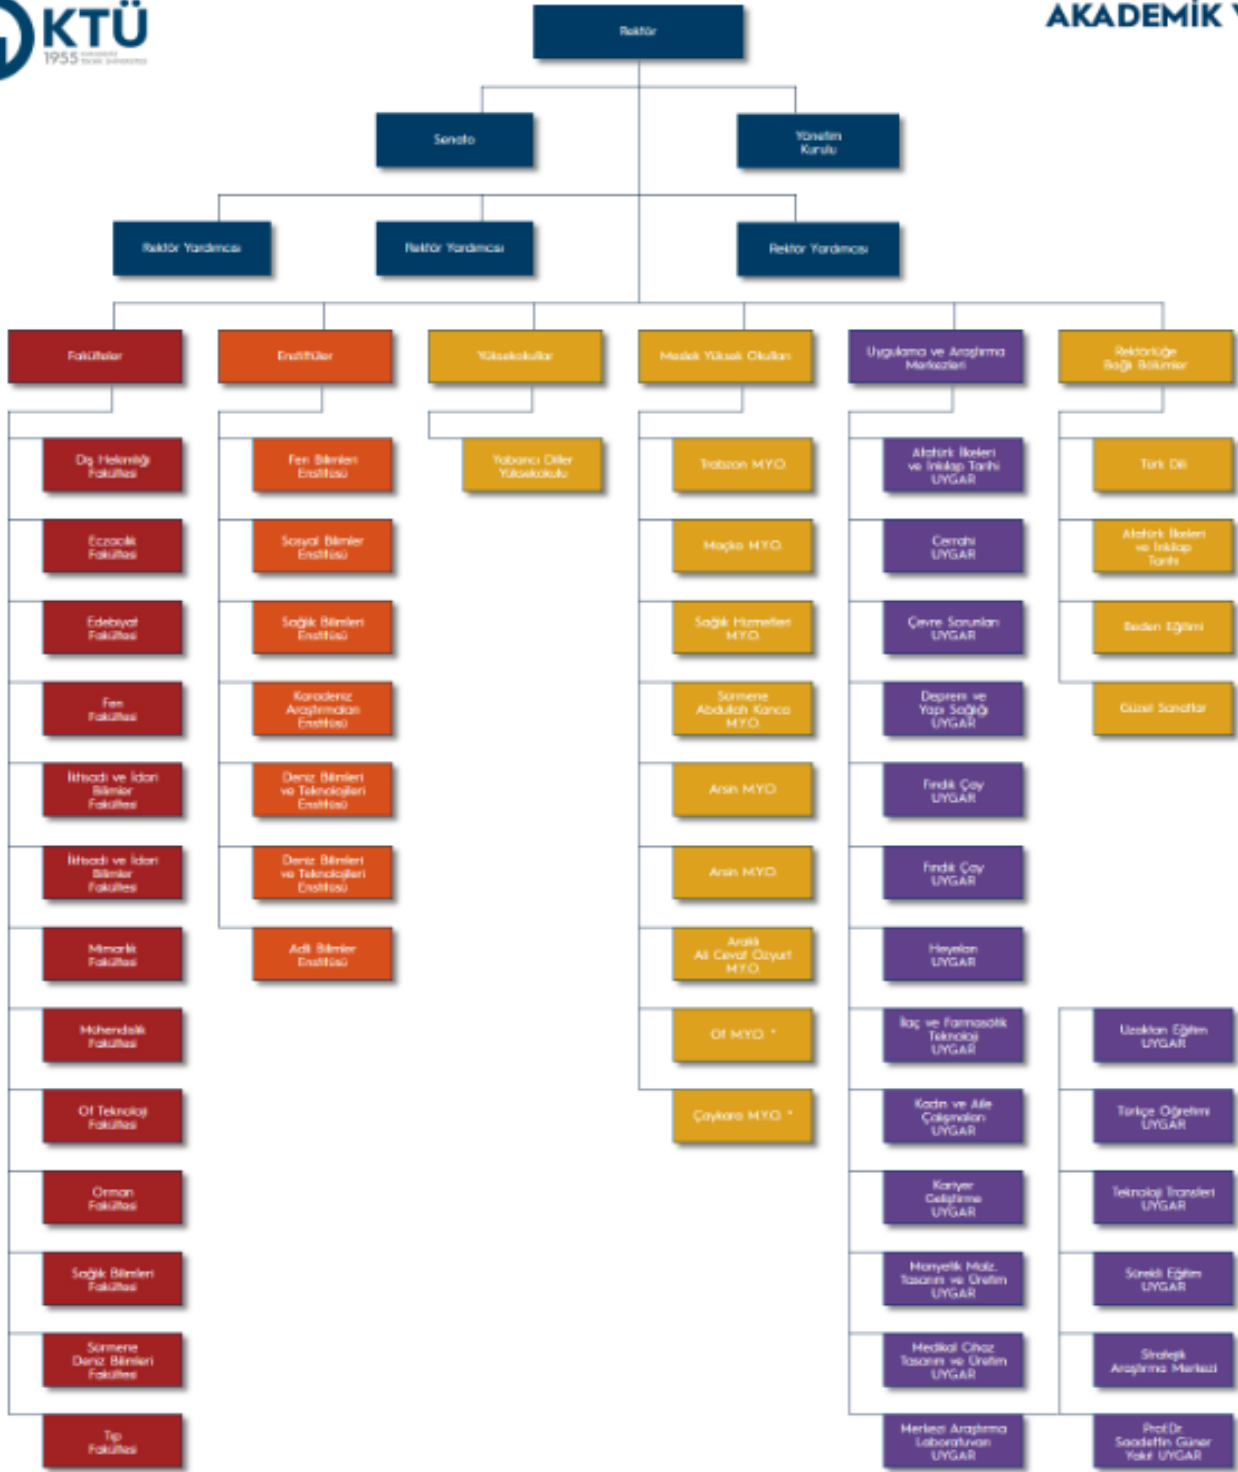 KTÜ
1955
AKADEMİK Y
Rektör
Senato
Yönetim
Kurulu
Rektör Yardımcısı
Rektör Yardımcısı
Rektör Yardımcısı
Fakülteler
Enstitüler
Yüksekokullar
Meslek Yüksek Okulları
Uygulama ve Araştırma
Merkezleri
Rektörlüğe
Bağlı Bölümler
Diş Hekimliği
Fakültesi
Eczacılık
Fakültesi
Edebiyat
Fakültesi
Fen
Fakültesi
İktisadi ve İdari
Bilimler
Fakültesi
İktisadi ve İdari
Bilimler
Fakültesi
Mimarlık
Fakültesi
Mühendislik
Fakültesi
Of Teknoloji
Fakültesi
Orman
Fakültesi
Sağlık Bilimleri
Fakültesi
Sürmene
Deniz Bilimleri
Fakültesi
Tıp
Fakültesi
Fen Bilimleri
Enstitüsü
Sosyal Bilimler
Enstitüsü
Sağlık Bilimleri
Enstitüsü
Karadeniz
Araştırmaları
Enstitüsü
Deniz Bilimleri
ve Teknolojileri
Enstitüsü
Deniz Bilimleri
ve Teknolojileri
Enstitüsü
Adli Bilimler
Enstitüsü
Yabancı Diller
Yüksekokulu
Trabzon M.Y.O.
Maçka M.Y.O.
Sağlık Hizmetleri
M.Y.O.
Sürmene
Abdullah Kanca
M.Y.O.
Arsin M.Y.O.
Arsin M.Y.O.
Araklı
Ali Cevat Özyurt
M.Y.O.
Of M.Y.O. *
Çaykara M.Y.O. *
Atatürk İlkeleri
ve İnkılap Tarihi
UYGAR
Cerrahi
UYGAR
Çevre Sorunları
UYGAR
Deprem ve
Yapı Sağlığı
UYGAR
Fındık Çay
UYGAR
Fındık Çay
UYGAR
Heyelan
UYGAR
İlaç ve Farmasötik
Teknoloji
UYGAR
Kadın ve Aile
Çalışmaları
UYGAR
Kariyer
Geliştirme
UYGAR
Manyetik Malz.
Tasarım ve Üretim
UYGAR
Medikal Cihaz
Tasarım ve Üretim
UYGAR
Merkezi Araştırma
Laboratuvarı
UYGAR
Türk Dili
Atatürk İlkeleri
ve İnkılap
Tarihi
Beden Eğitimi
Güzel Sanatlar
Uzaktan Eğitim
UYGAR
Türkçe Öğretimi
UYGAR
Teknoloji Transferi
UYGAR
Sürekli Eğitim
UYGAR
Stratejik
Araştırma Merkezi
Prof.Dr.
Saadettin Güner
Yakıt UYGAR